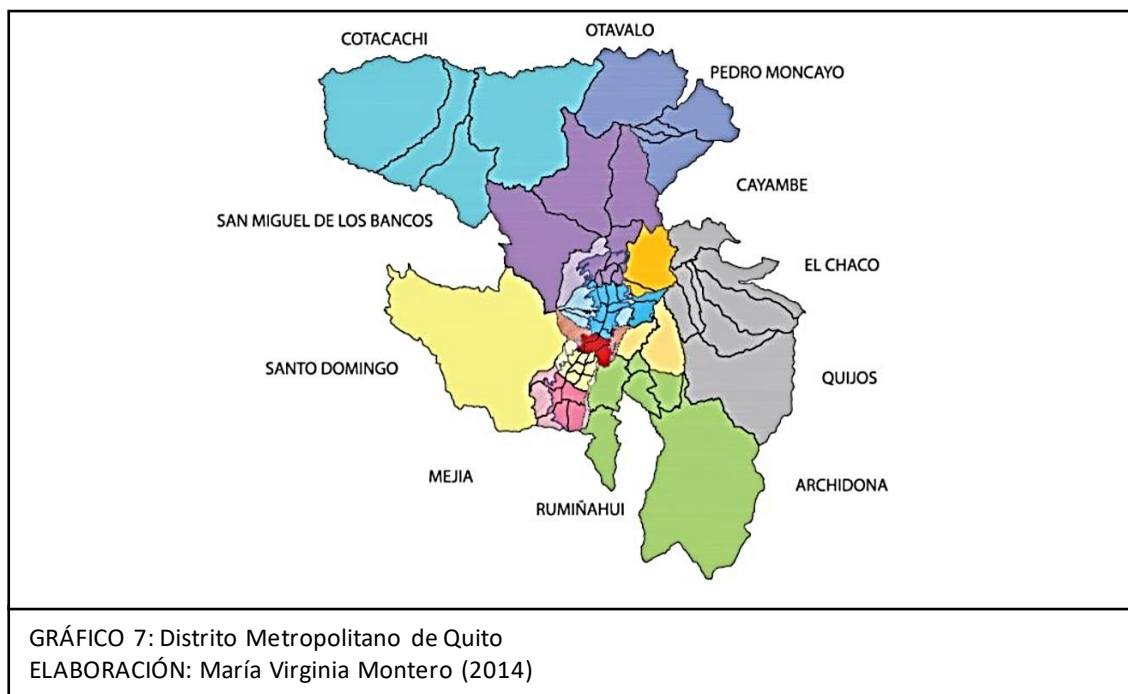 OTAVALO
COTACACHI
PEDRO MONCAYO
CAYAMBE
SAN MIGUEL DE LOS BANCOS
EL CHACO
SANTO DOMINGO
QUIJOS
MEJIA
ARCHIDONA
RUMIÑAHUI
GRÁFICO 7: Distrito Metropolitano de Quito
ELABORACIÓN: María Virginia Montero (2014)